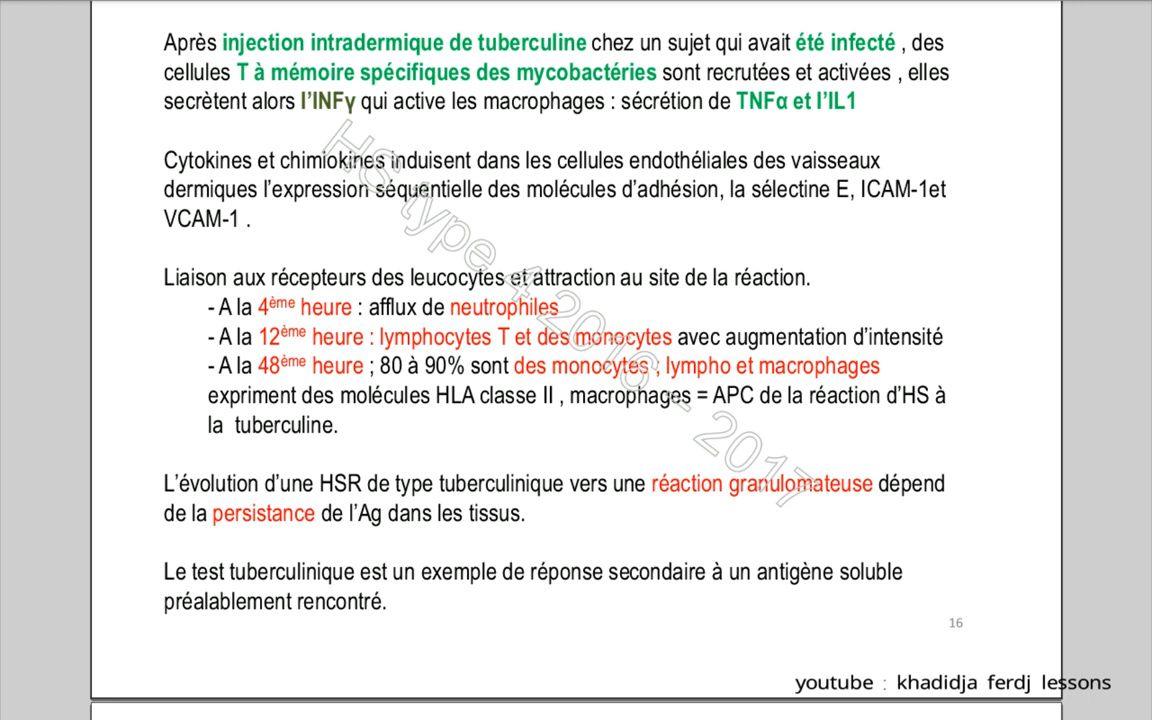 Après injection intradermique de tuberculine chez un sujet qui avait été infecté , des
cellules T à mémoire spécifiques des mycobactéries sont recrutées et activées , elles
secrètent alors l’INFγ qui active les macrophages : sécrétion de TNFα et l’IL1
Cytokines et chimiokines induisent dans les cellules endothéliales des vaisseaux
dermiques l’expression séquentielle des molécules d’adhésion, la sélectine E, ICAM-1et
VCAM-1 .
Liaison aux récepteurs des leucocytes et attraction au site de la réaction.
- A la 4ème heure : afflux de neutrophiles
- A la 12ème heure : lymphocytes T et des monocytes avec augmentation d’intensité
- A la 48ème heure ; 80 à 90% sont des monocytes ; lympho et macrophages
expriment des molécules HLA classe II , macrophages = APC de la réaction d’HS à
la tuberculine.
L’évolution d’une HSR de type tuberculinique vers une réaction granulomateuse dépend
de la persistance de l’Ag dans les tissus.
Le test tuberculinique est un exemple de réponse secondaire à un antigène soluble
préalablement rencontré.
16
HS type 4 2016 - 2017
youtube : khadidja ferdj lessons